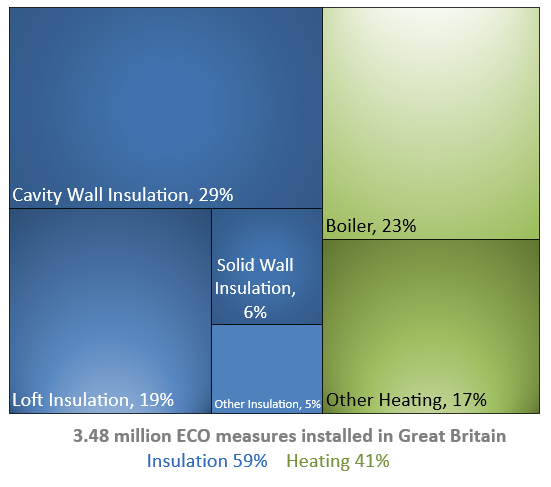 Cavity Wall Insulation, 29%
Boiler, 23%
Solid Wall
Insulation,
6%
Loft Insulation, 19%
Other Insulation, 5%
Other Heating, 17%
3.48 million ECO measures installed in Great Britain
Insulation 59% Heating 41%